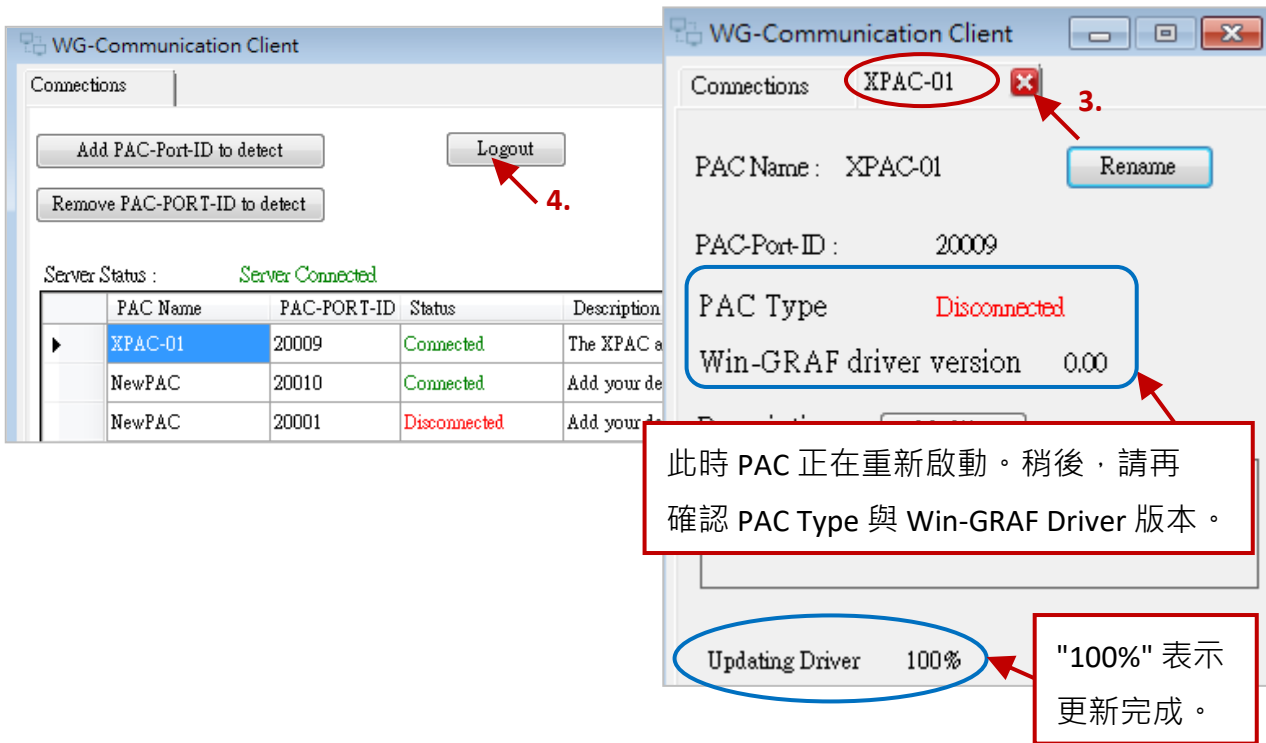 WG-Communication Client
Connections
Add PAC-Port-ID to detect
Logout
4.
Remove PAC-PORT-ID to detect
Server Status :
Server Connected
PAC Name PAC-PORT-ID Status Description
XPAC-01 20009 Connected The XPAC a
NewPAC 20010 Connected Add your de
NewPAC 20001 Disconnected Add your
WG-Communication Client
Connections XPAC-01
3.
PAC Name : XPAC-01 Rename
PAC-Port-ID : 20009
PAC Type Disconnected
Win-GRAF driver version 0.00
此時 PAC 正在重新啟動。稍後，請再
確認 PAC Type 與 Win-GRAF Driver 版本。
Updating Driver 100%
"100%" 表示
更新完成。